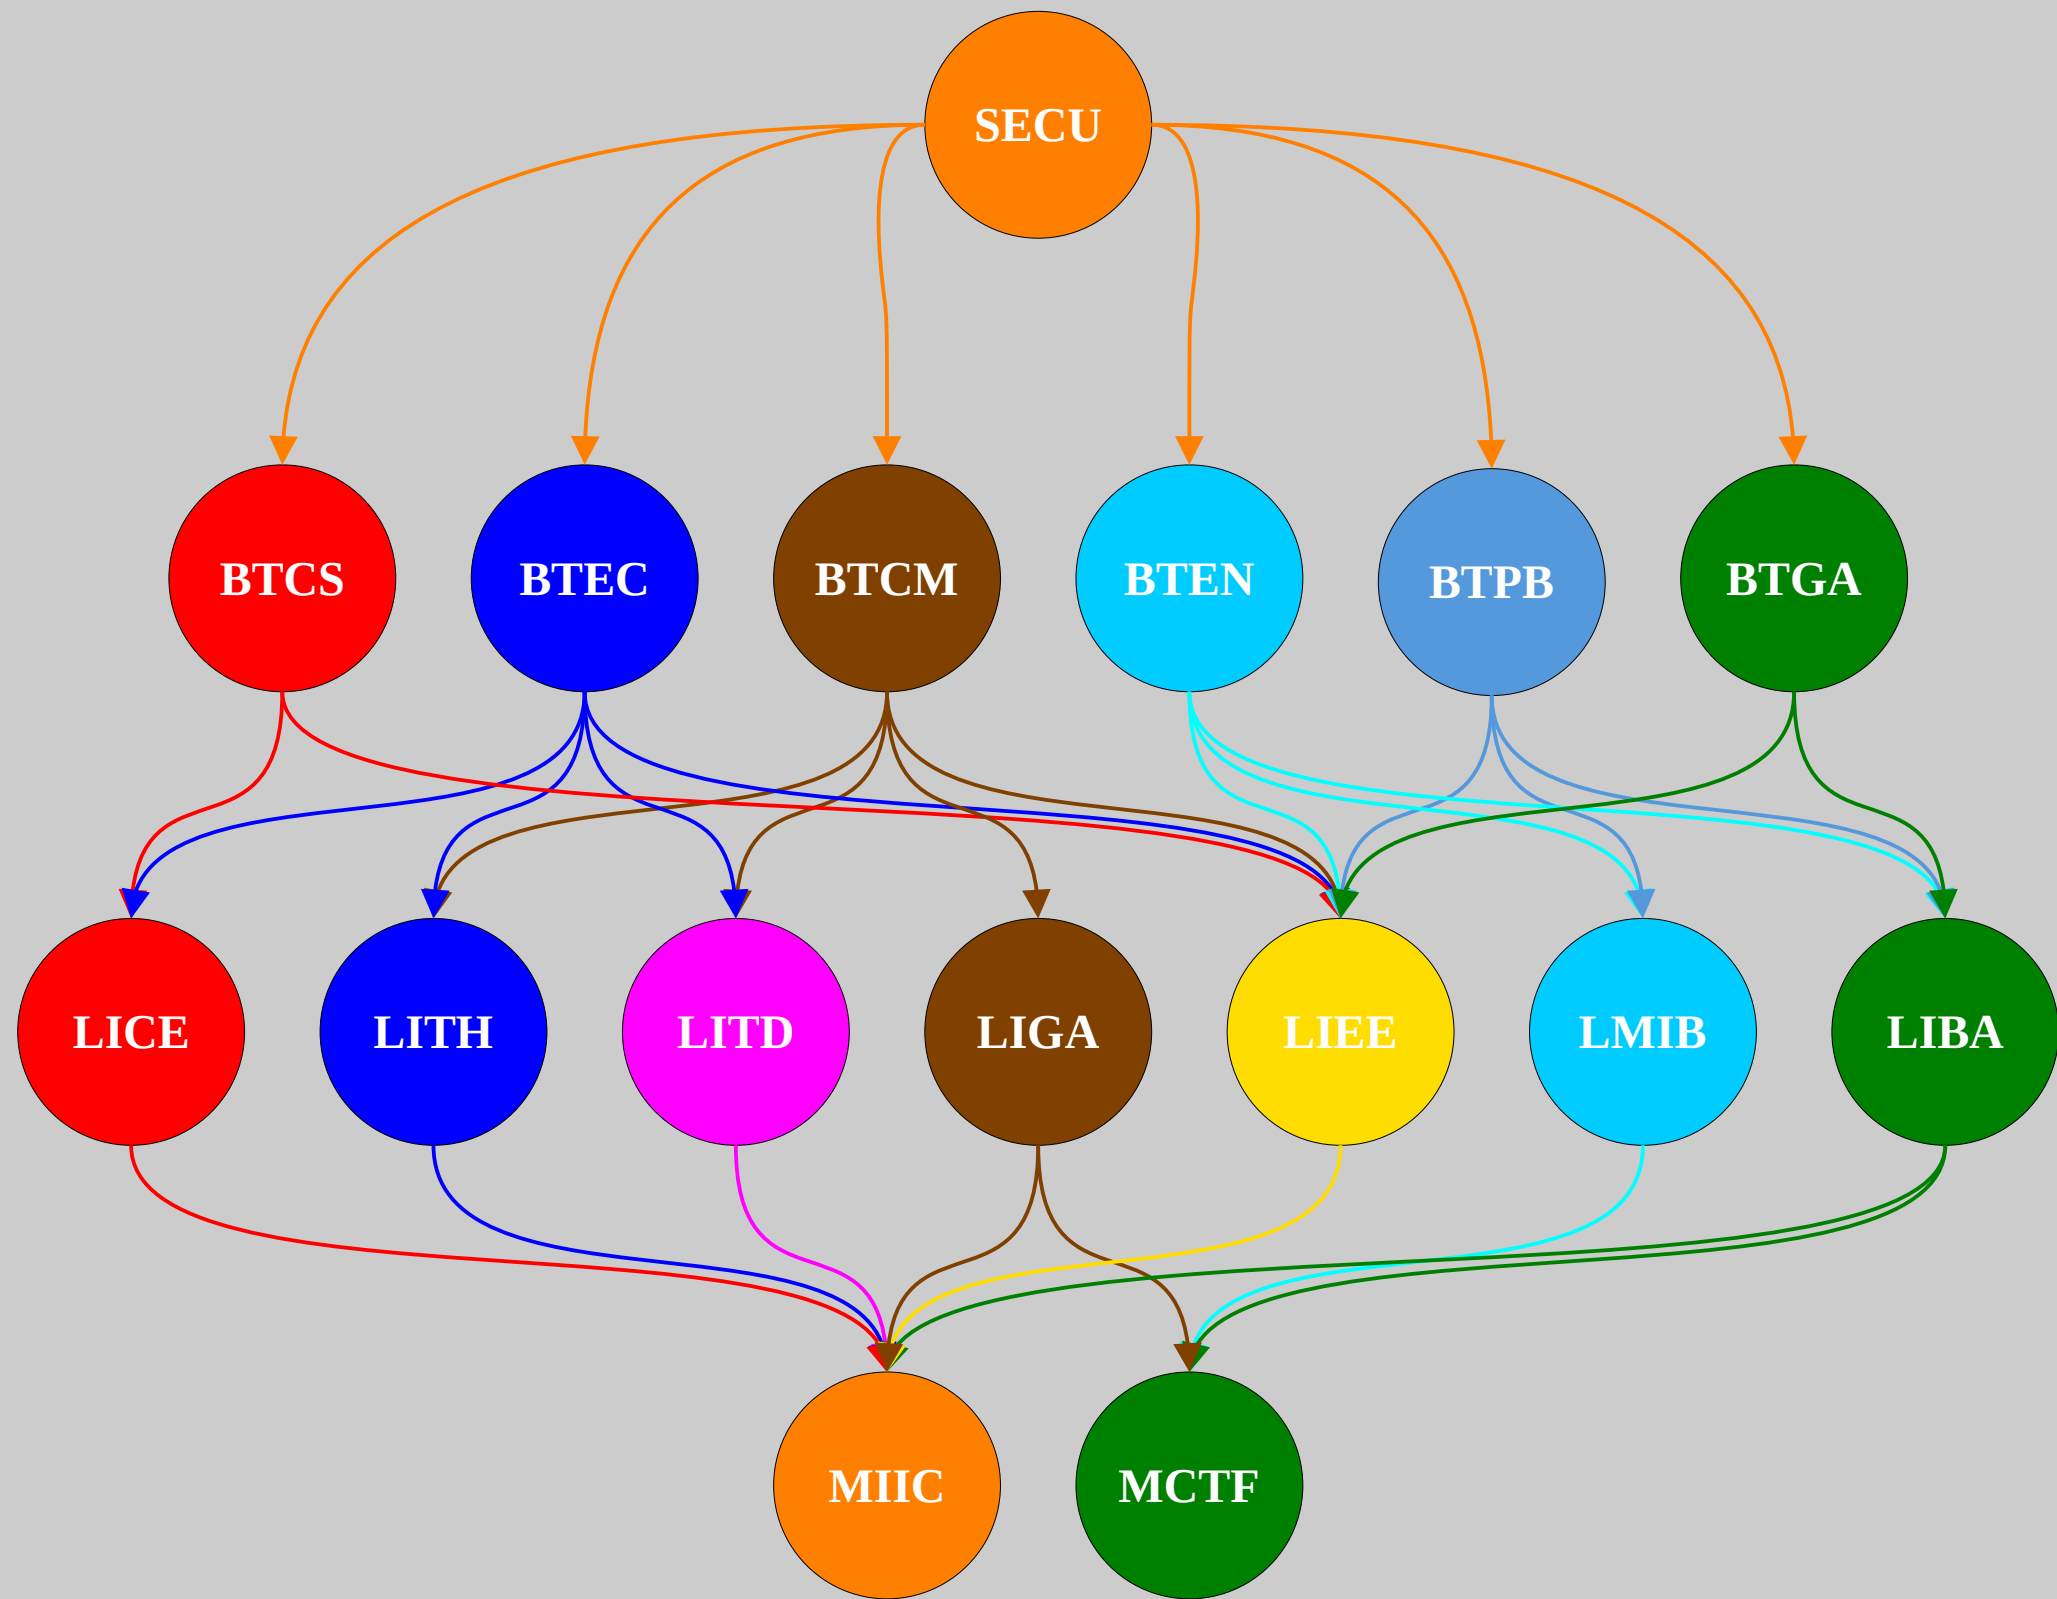 SECU
BTCS
BTEC
BTCM
BTEN
BTPB
BTGA
LICE
LITH
LITD
LIGA
LIEE
LMIB
LIBA
MIIC
MCTF